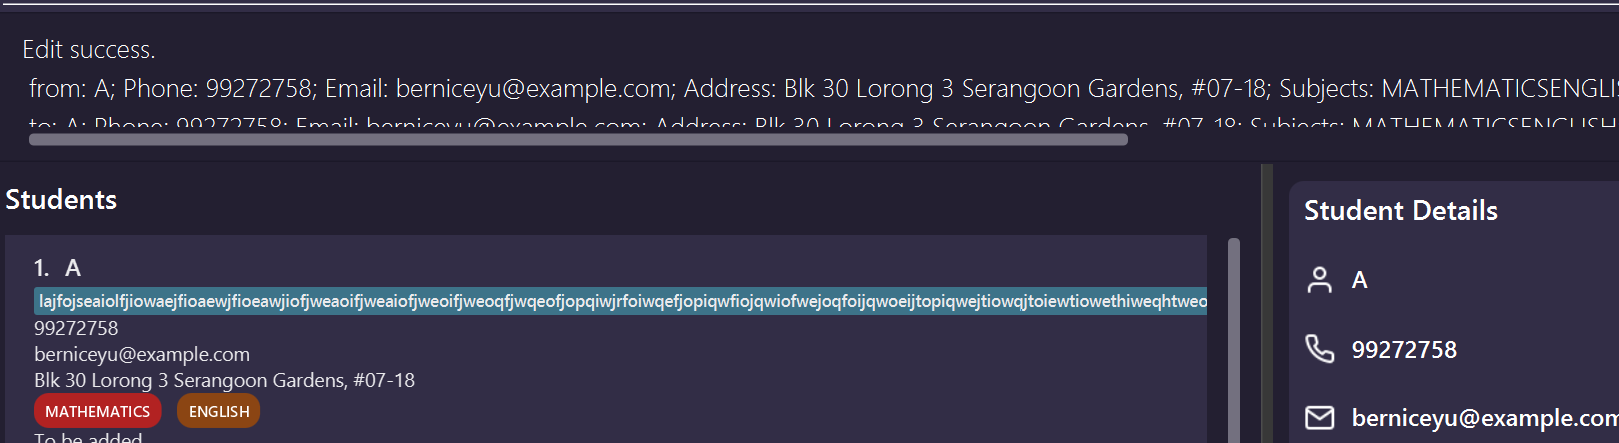 Edit success.
from: A; Phone: 99272758; Email: berniceyu@example.com; Address: Blk 30 Lorong 3 Serangoon Gardens, #07-18; Subjects: MATHEMATICSENGLIS
to: A; Phone: 99272758; Email: berniceyu@example.com; Address: Blk 30 Lorong 3 Serangoon Gardens, #07-18; Subjects: MATHEMATICSENGLISH
Students
1. A
lajfojseaiolfjiowaejfioaewjfioeawjiofjweaoifjweaiofjweoifjweoqfjwqeofjopqiwjrfoiwqefjopiqwfiojqwiofwejoqfoijqwoeijtopiqwejtiowqjtoiewtiowethiweqhtweo
99272758
berniceyu@example.com
Blk 30 Lorong 3 Serangoon Gardens, #07-18
MATHEMATICS ENGLISH
To be added
Student Details
A
99272758
berniceyu@example.com